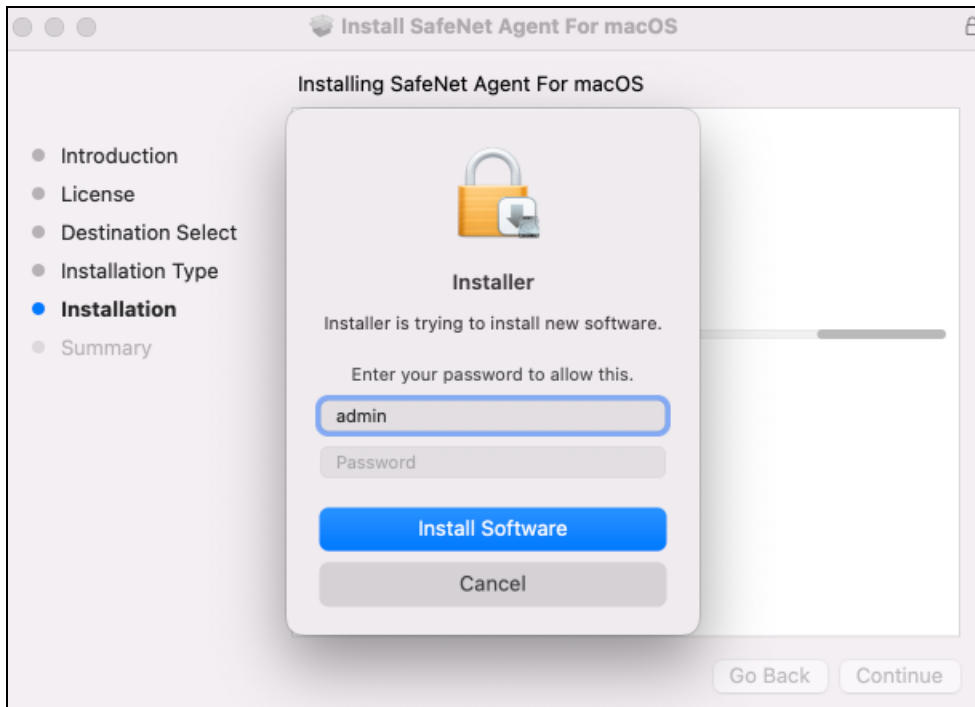 Install SafeNet Agent For macOS
Installing SafeNet Agent For macOS
Introduction
License
Destination Select
Installation Type
Installation
Summary
Installer
Installer is trying to install new software.
Enter your password to allow this.
admin
Password
Install Software
Cancel
Go Back
Continue